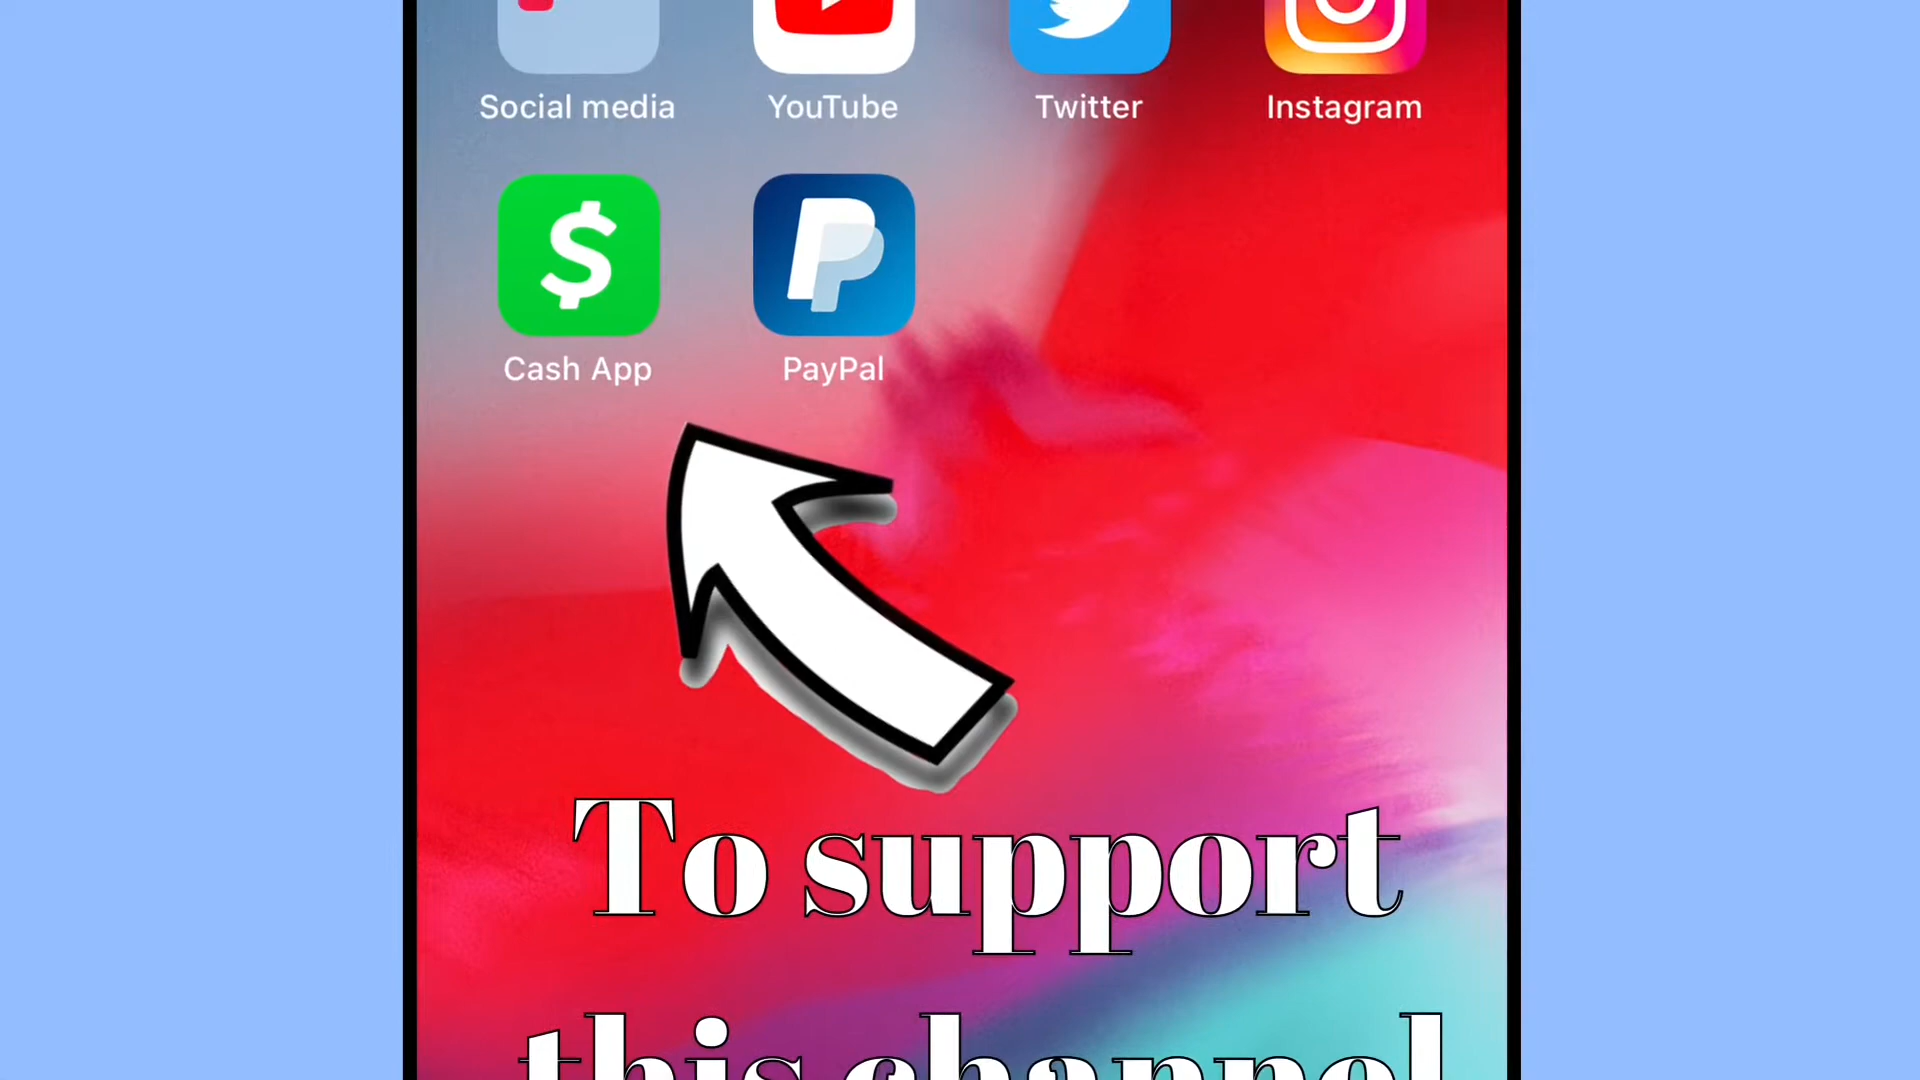 Social media YouTube Twitter Instagram
Cash App PayPal
To support
this channel